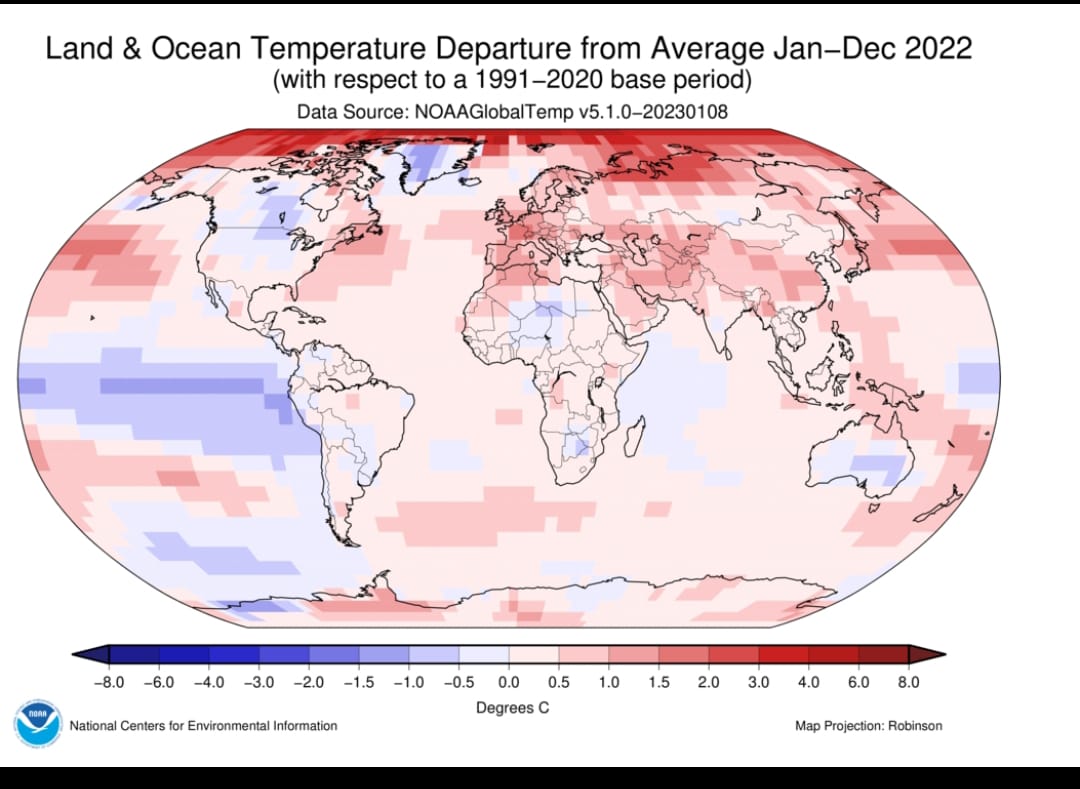 Land & Ocean Temperature Departure from Average Jan–Dec 2022
(with respect to a 1991–2020 base period)
Data Source: NOAAGlobalTemp v5.1.0–20230108
–8.0 –6.0 –4.0 –3.0 –2.0 –1.5 –1.0 –0.5 0.0 0.5 1.0 1.5 2.0 3.0 4.0 6.0 8.0
Degrees C
NOAA
National Centers for Environmental Information
Map Projection: Robinson